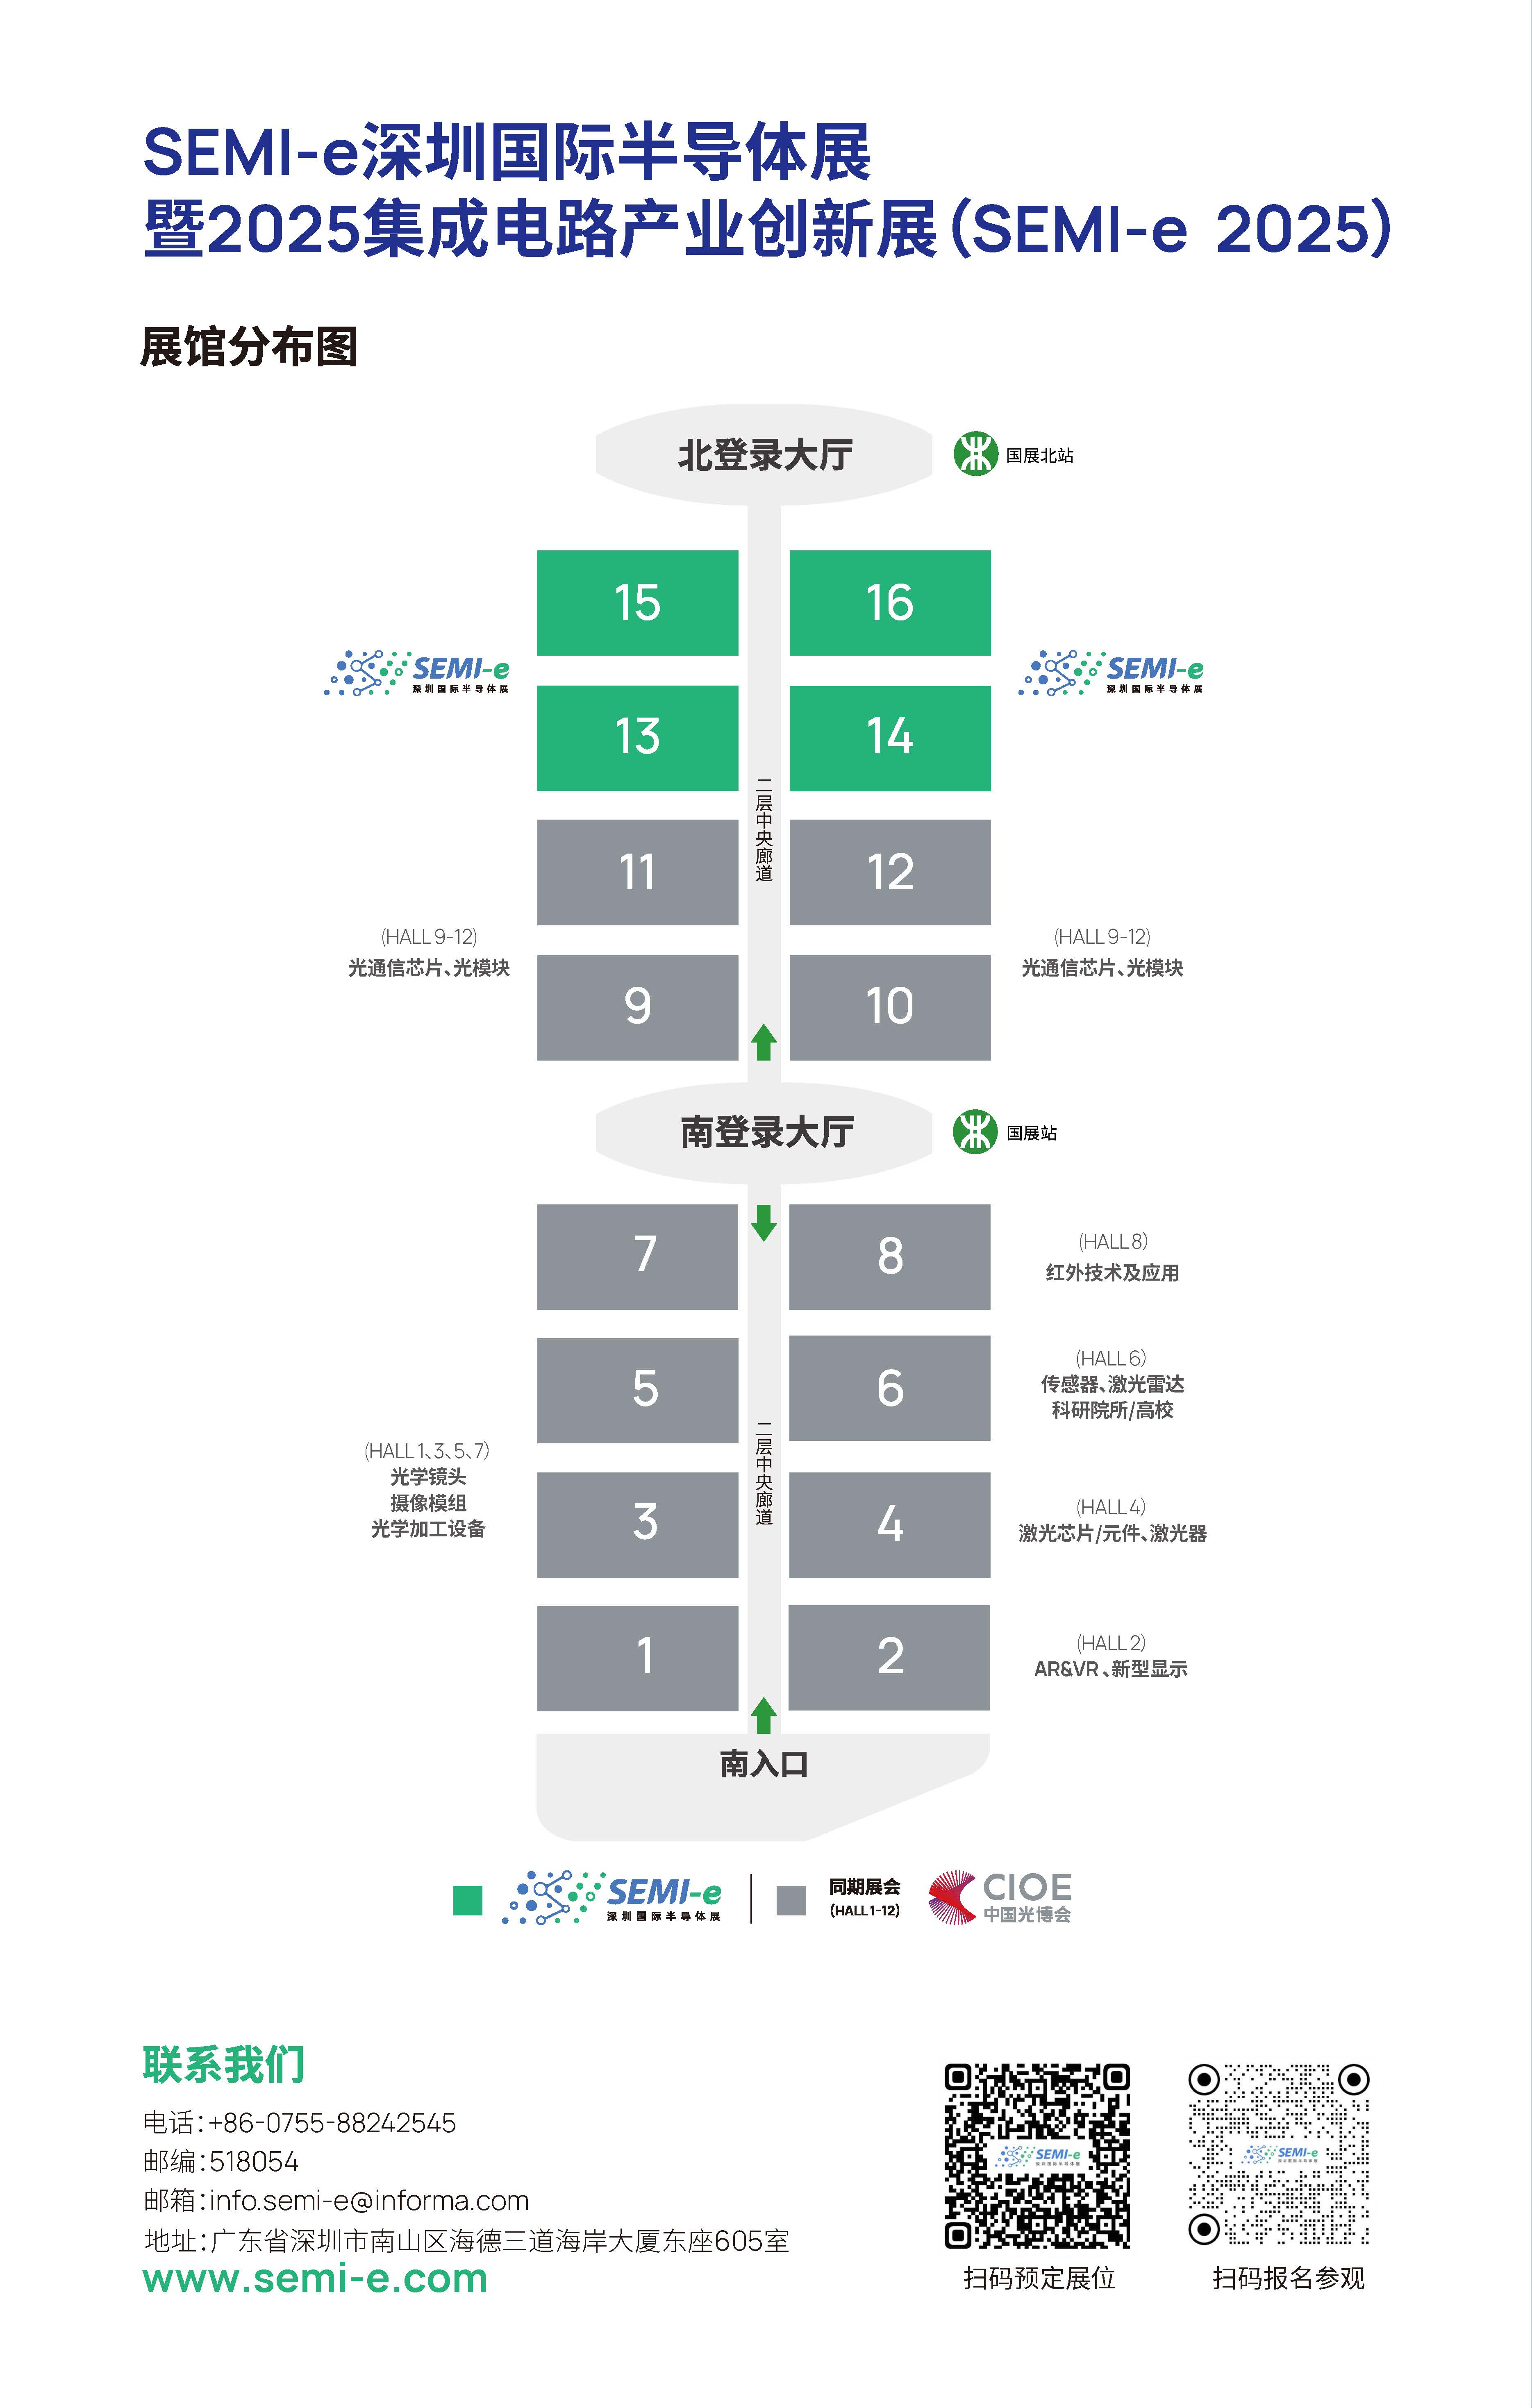 SEMI-e深圳国际半导体展
暨2025集成电路产业创新展(SEMI-e 2025)
展馆分布图
北登录大厅
国展北站
15
16
SEMI-e
深圳国际半导体展
SEMI-e
深圳国际半导体展
13
14
二层中央廊道
11
12
(HALL 9-12)
光通信芯片、光模块
(HALL 9-12)
光通信芯片、光模块
9
10
南登录大厅
国展站
7
8
(HALL 8)
红外技术及应用
5
6
(HALL 6)
传感器、激光雷达
科研院所/高校
二层中央廊道
(HALL 1、3、5、7)
光学镜头
摄像模组
光学加工设备
3
4
(HALL 4)
激光芯片/元件、激光器
1
2
(HALL 2)
AR&VR、新型显示
南入口
SEMI-e
深圳国际半导体展
同期展会
(HALL 1-12)
CIOE
中国光博会
联系我们
电话:+86-0755-88242545
邮编:518054
邮箱:info.semi-e@informa.com
地址:广东省深圳市南山区海德三道海岸大厦东座605室
www.semi-e.com
SEMI-e
深圳国际半导体展
扫码预定展位
SEMI-e
深圳国际半导体展
扫码报名参观